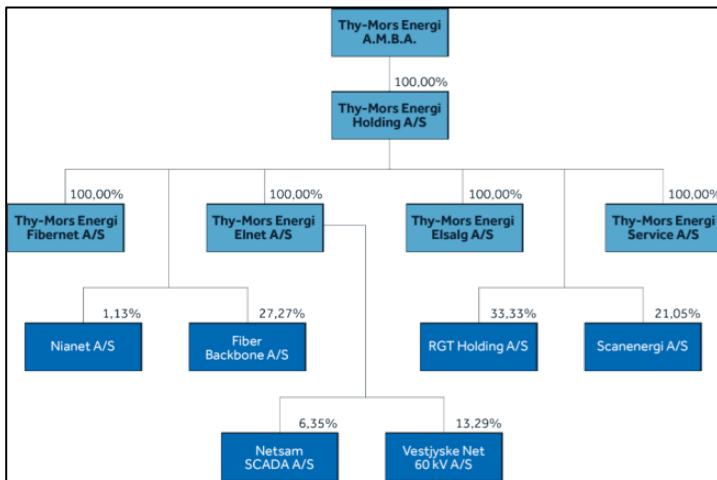 Thy-Mors Energi
A.M.B.A.
100,00%
Thy-Mors Energi
Holding A/S
100,00%
100,00%
100,00%
100,00%
Thy-Mors Energi
Fibernet A/S
Thy-Mors Energi
Elnet A/S
Thy-Mors Energi
Elsalg A/S
Thy-Mors Energi
Service A/S
1,13%
27,27%
33,33%
21,05%
Nianet A/S
Fiber
Backbone A/S
RGT Holding A/S
Scanenergi A/S
6,35%
13,29%
Netsam
SCADA A/S
Vestjyske Net
60 kV A/S